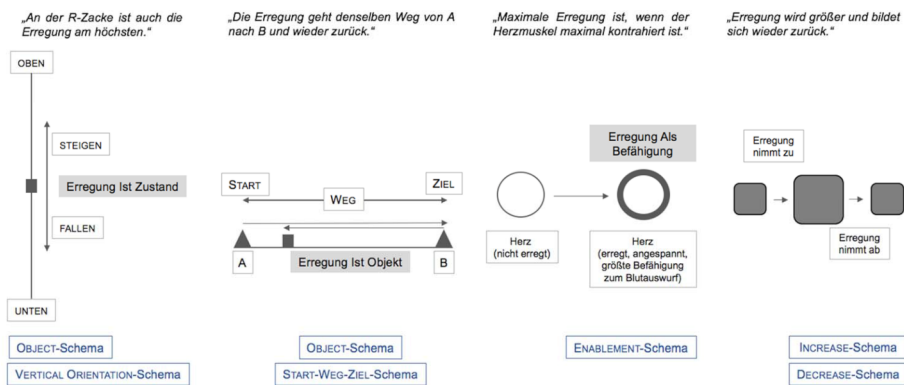 „An der R-Zacke ist auch die
Erregung am höchsten.“
OBEN
STEIGEN
Erregung Ist Zustand
FALLEN
UNTEN
OBJECT-Schema
VERTICAL ORIENTATION-Schema
„Die Erregung geht denselben Weg von A
nach B und wieder zurück.“
START
ZIEL
WEG
A
B
Erregung Ist Objekt
OBJECT-Schema
START-WEG-ZIEL-Schema
„Maximale Erregung ist, wenn der
Herzmuskel maximal kontrahiert ist.“
Erregung Als
Befähigung
Herz
(nicht erregt)
Herz
(erregt, angespannt,
größte Befähigung
zum Blutauswurf)
ENABLEMENT-Schema
„Erregung wird größer und bildet
sich wieder zurück.“
Erregung
nimmt zu
Erregung
nimmt ab
INCREASE-Schema
DECREASE-Schema